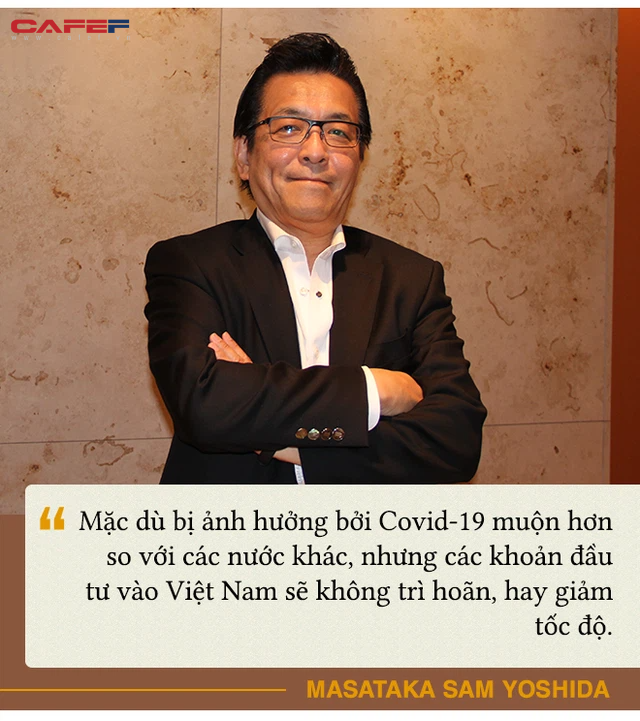 CAFEF
“ Mặc dù bị ảnh hưởng bởi Covid-19 muộn hơn
so với các nước khác, nhưng các khoản đầu
tư vào Việt Nam sẽ không trì hoãn, hay giảm
tốc độ.
MASATAKA SAM YOSHIDA